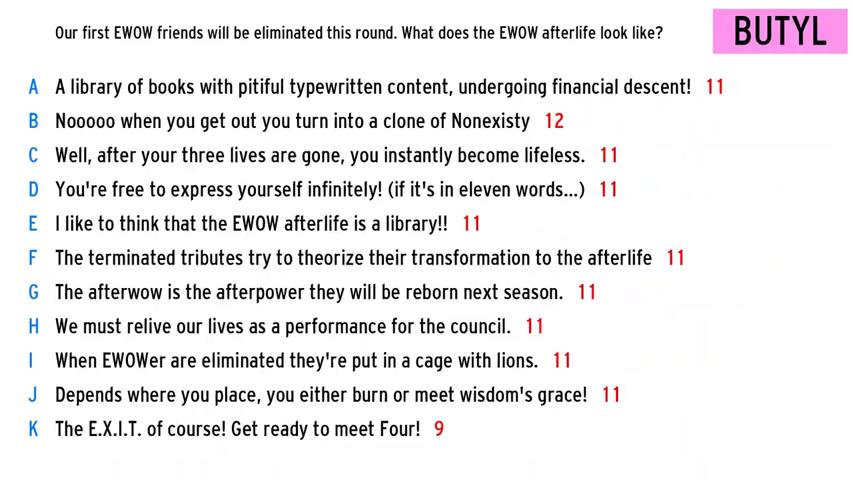 Our first EWOW friends will be eliminated this round. What does the EWOW afterlife look like?
BUTYL
A A library of books with pitiful typewritten content, undergoing financial descent! 11
B Nooooo when you get out you turn into a clone of Nonexisty 12
C Well, after your three lives are gone, you instantly become lifeless. 11
D You're free to express yourself infinitely! (if it's in eleven words...) 11
E I like to think that the EWOW afterlife is a library!! 11
F The terminated tributes try to theorize their transformation to the afterlife 11
G The afterwow is the afterpower they will be reborn next season. 11
H We must relive our lives as a performance for the council. 11
I When EWOWer are eliminated they're put in a cage with lions. 11
J Depends where you place, you either burn or meet wisdom's grace! 11
K The E.X.I.T. of course! Get ready to meet Four! 9